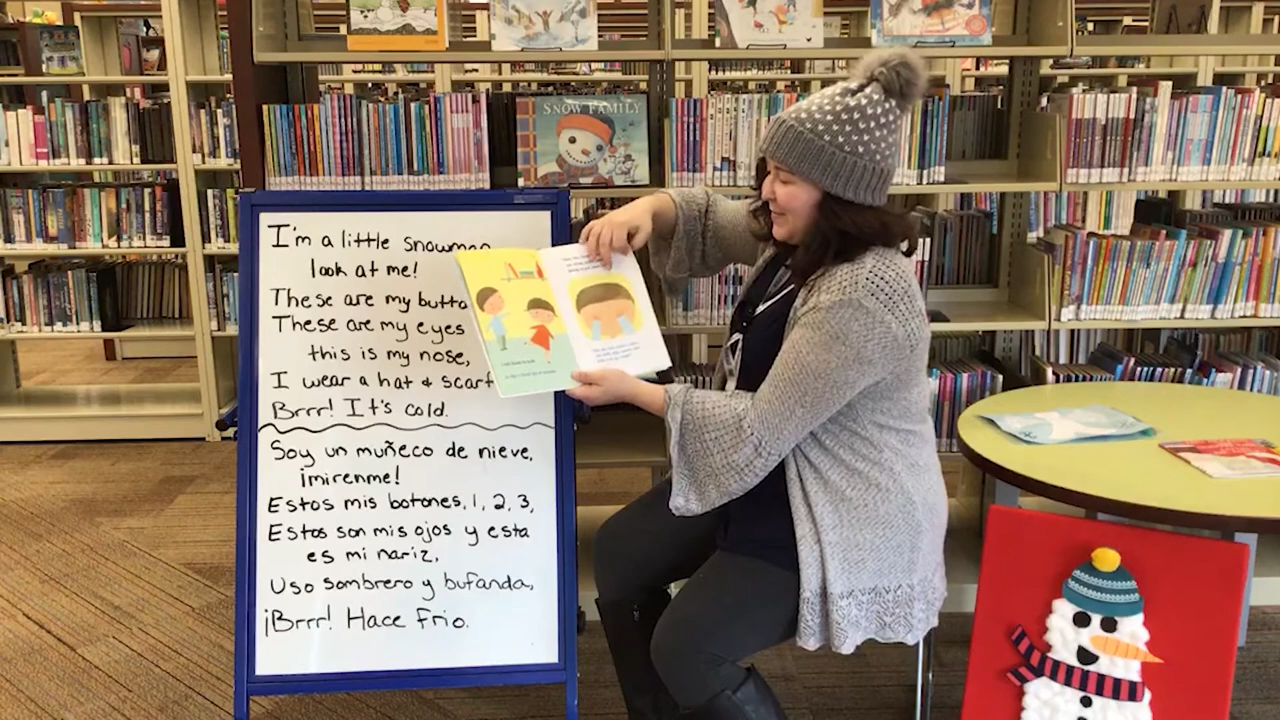 SNOW FAMILY
I'm a little snowman
look at me!
These are my butto
These are my eyes
this is my nose,
I wear a hat & scarf
Brrr! It's cold.
Soy un muñeco de nieve,
¡mirenme!
Estos mis botones, 1, 2, 3,
Estos son mis ojos y esta
es mi nariz,
Uso sombrero y bufanda,
¡Brrr! Hace frio.